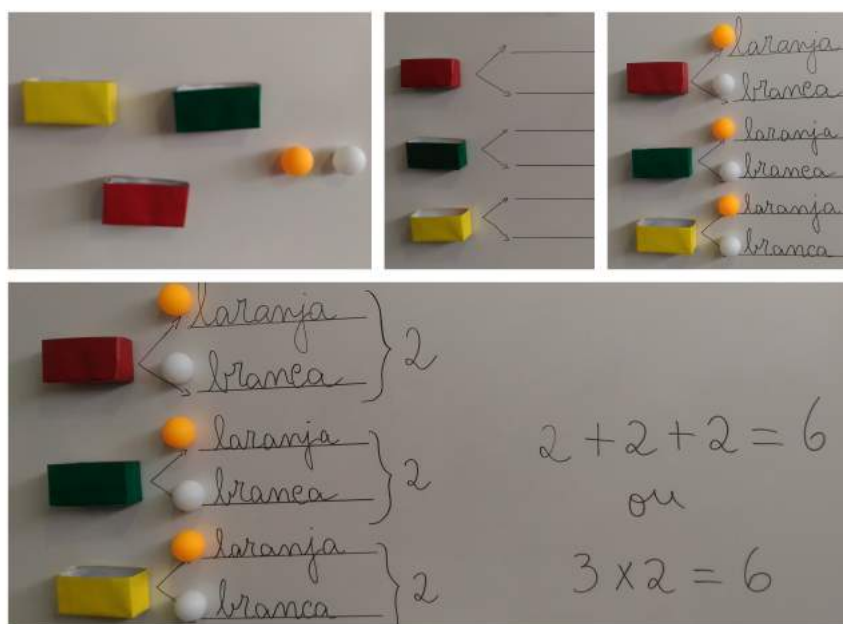 laranja
branca
laranja
branca
laranja
branca
laranja
branca
2
laranja
branca
2
laranja
branca
2
2 + 2 + 2 = 6
ou
3 x 2 = 6